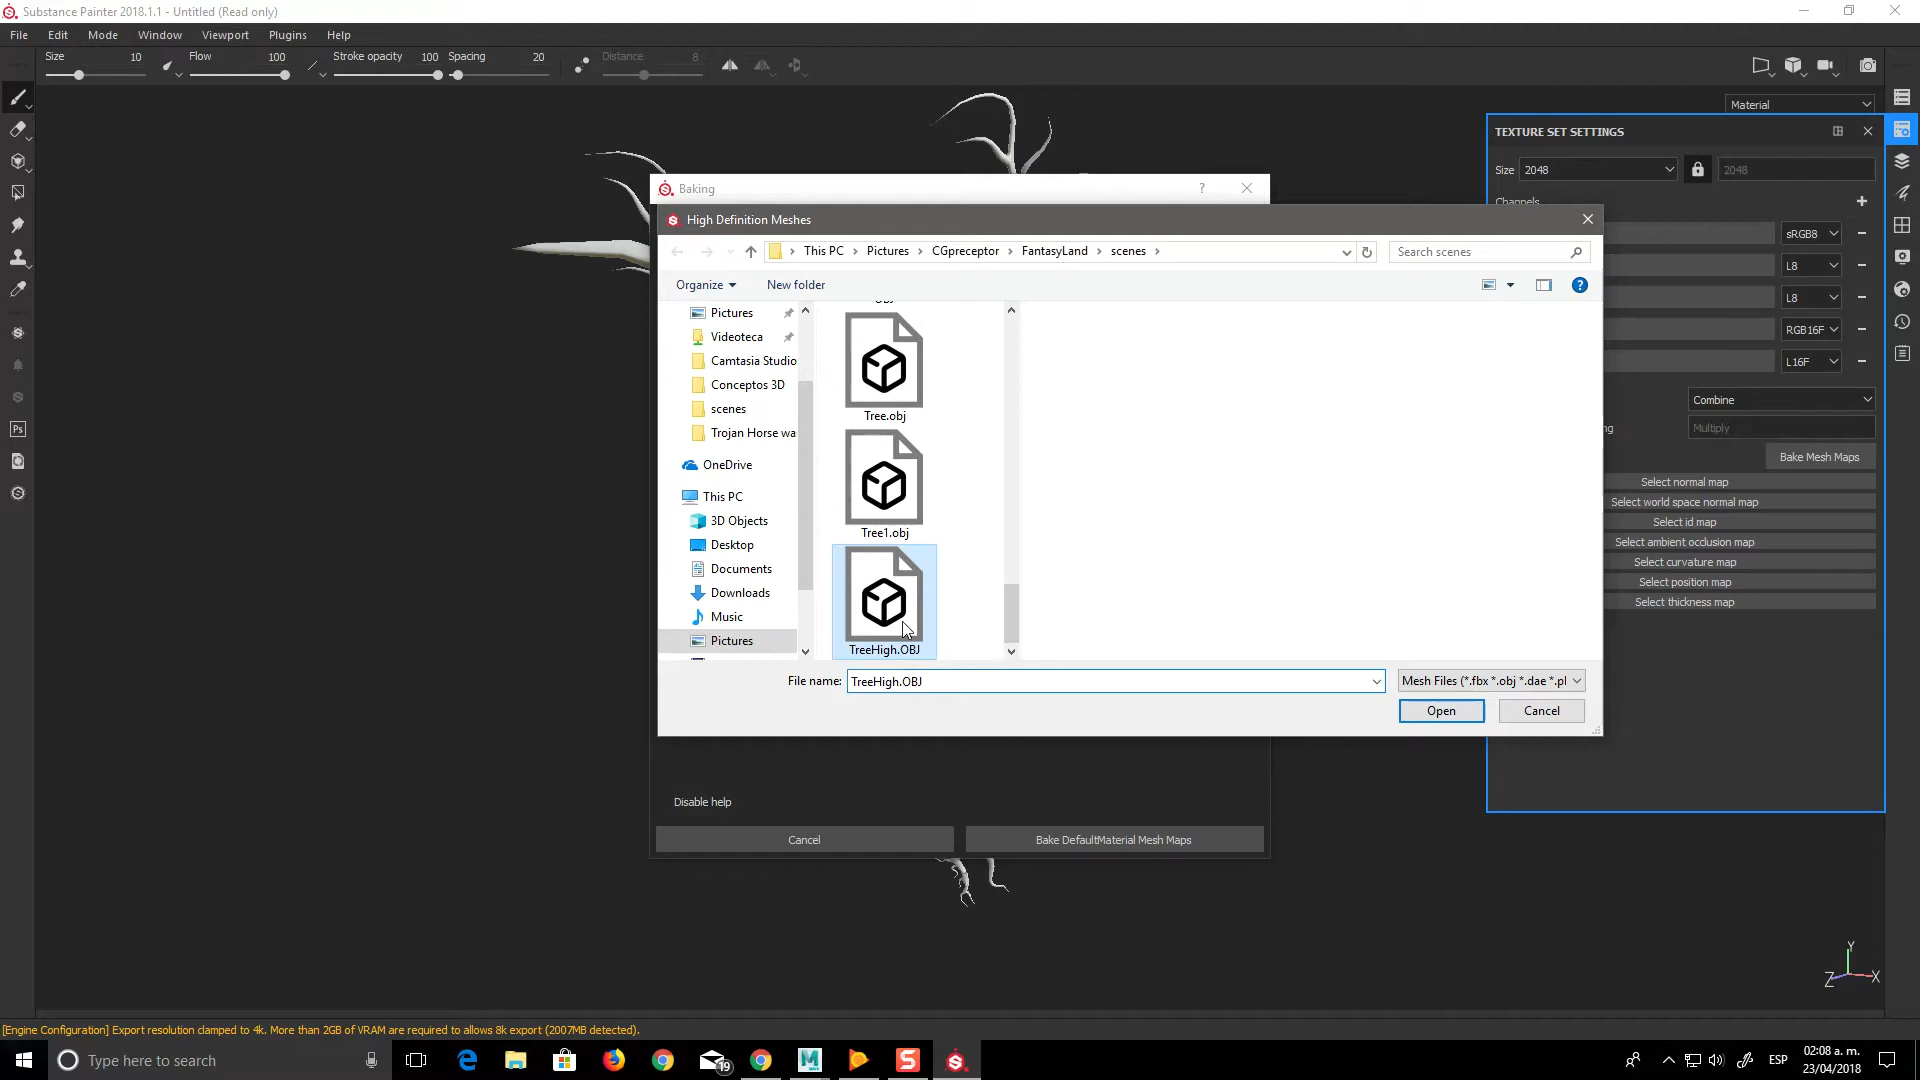 Substance Painter 2018.1.1 - Untitled (Read only)
File Edit Mode Window Viewport Plugins Help
Size 10 Flow 100 Stroke opacity 100 Spacing 20 Distance 8
Material
TEXTURE SET SETTINGS
Size 2048 2048
Channels
sRGB8
L8
L8
RGB16F
L16F
Combine
ng Multiply
Bake Mesh Maps
Select normal map
Select world space normal map
Select id map
Select ambient occlusion map
Select curvature map
Select position map
Select thickness map
Baking ?
High Definition Meshes
This PC Pictures CGpreceptor FantasyLand scenes
Search scenes
Organize New folder
Pictures
Videoteca
Camtasia Studio
Conceptos 3D
scenes
Trojan Horse wa
OneDrive
This PC
3D Objects
Desktop
Documents
Downloads
Music
Pictures
Tree.obj
Tree1.obj
TreeHigh.OBJ
File name: TreeHigh.OBJ
Mesh Files (*.fbx *.obj *.dae *.pl
Open Cancel
Disable help
Cancel Bake DefaultMaterial Mesh Maps
Y
Z X
Ps
[Engine Configuration] Export resolution clamped to 4k. More than 2GB of VRAM are required to allows 8k export (2007MB detected).
Type here to search
19
ESP
02:08 a. m.
23/04/2018